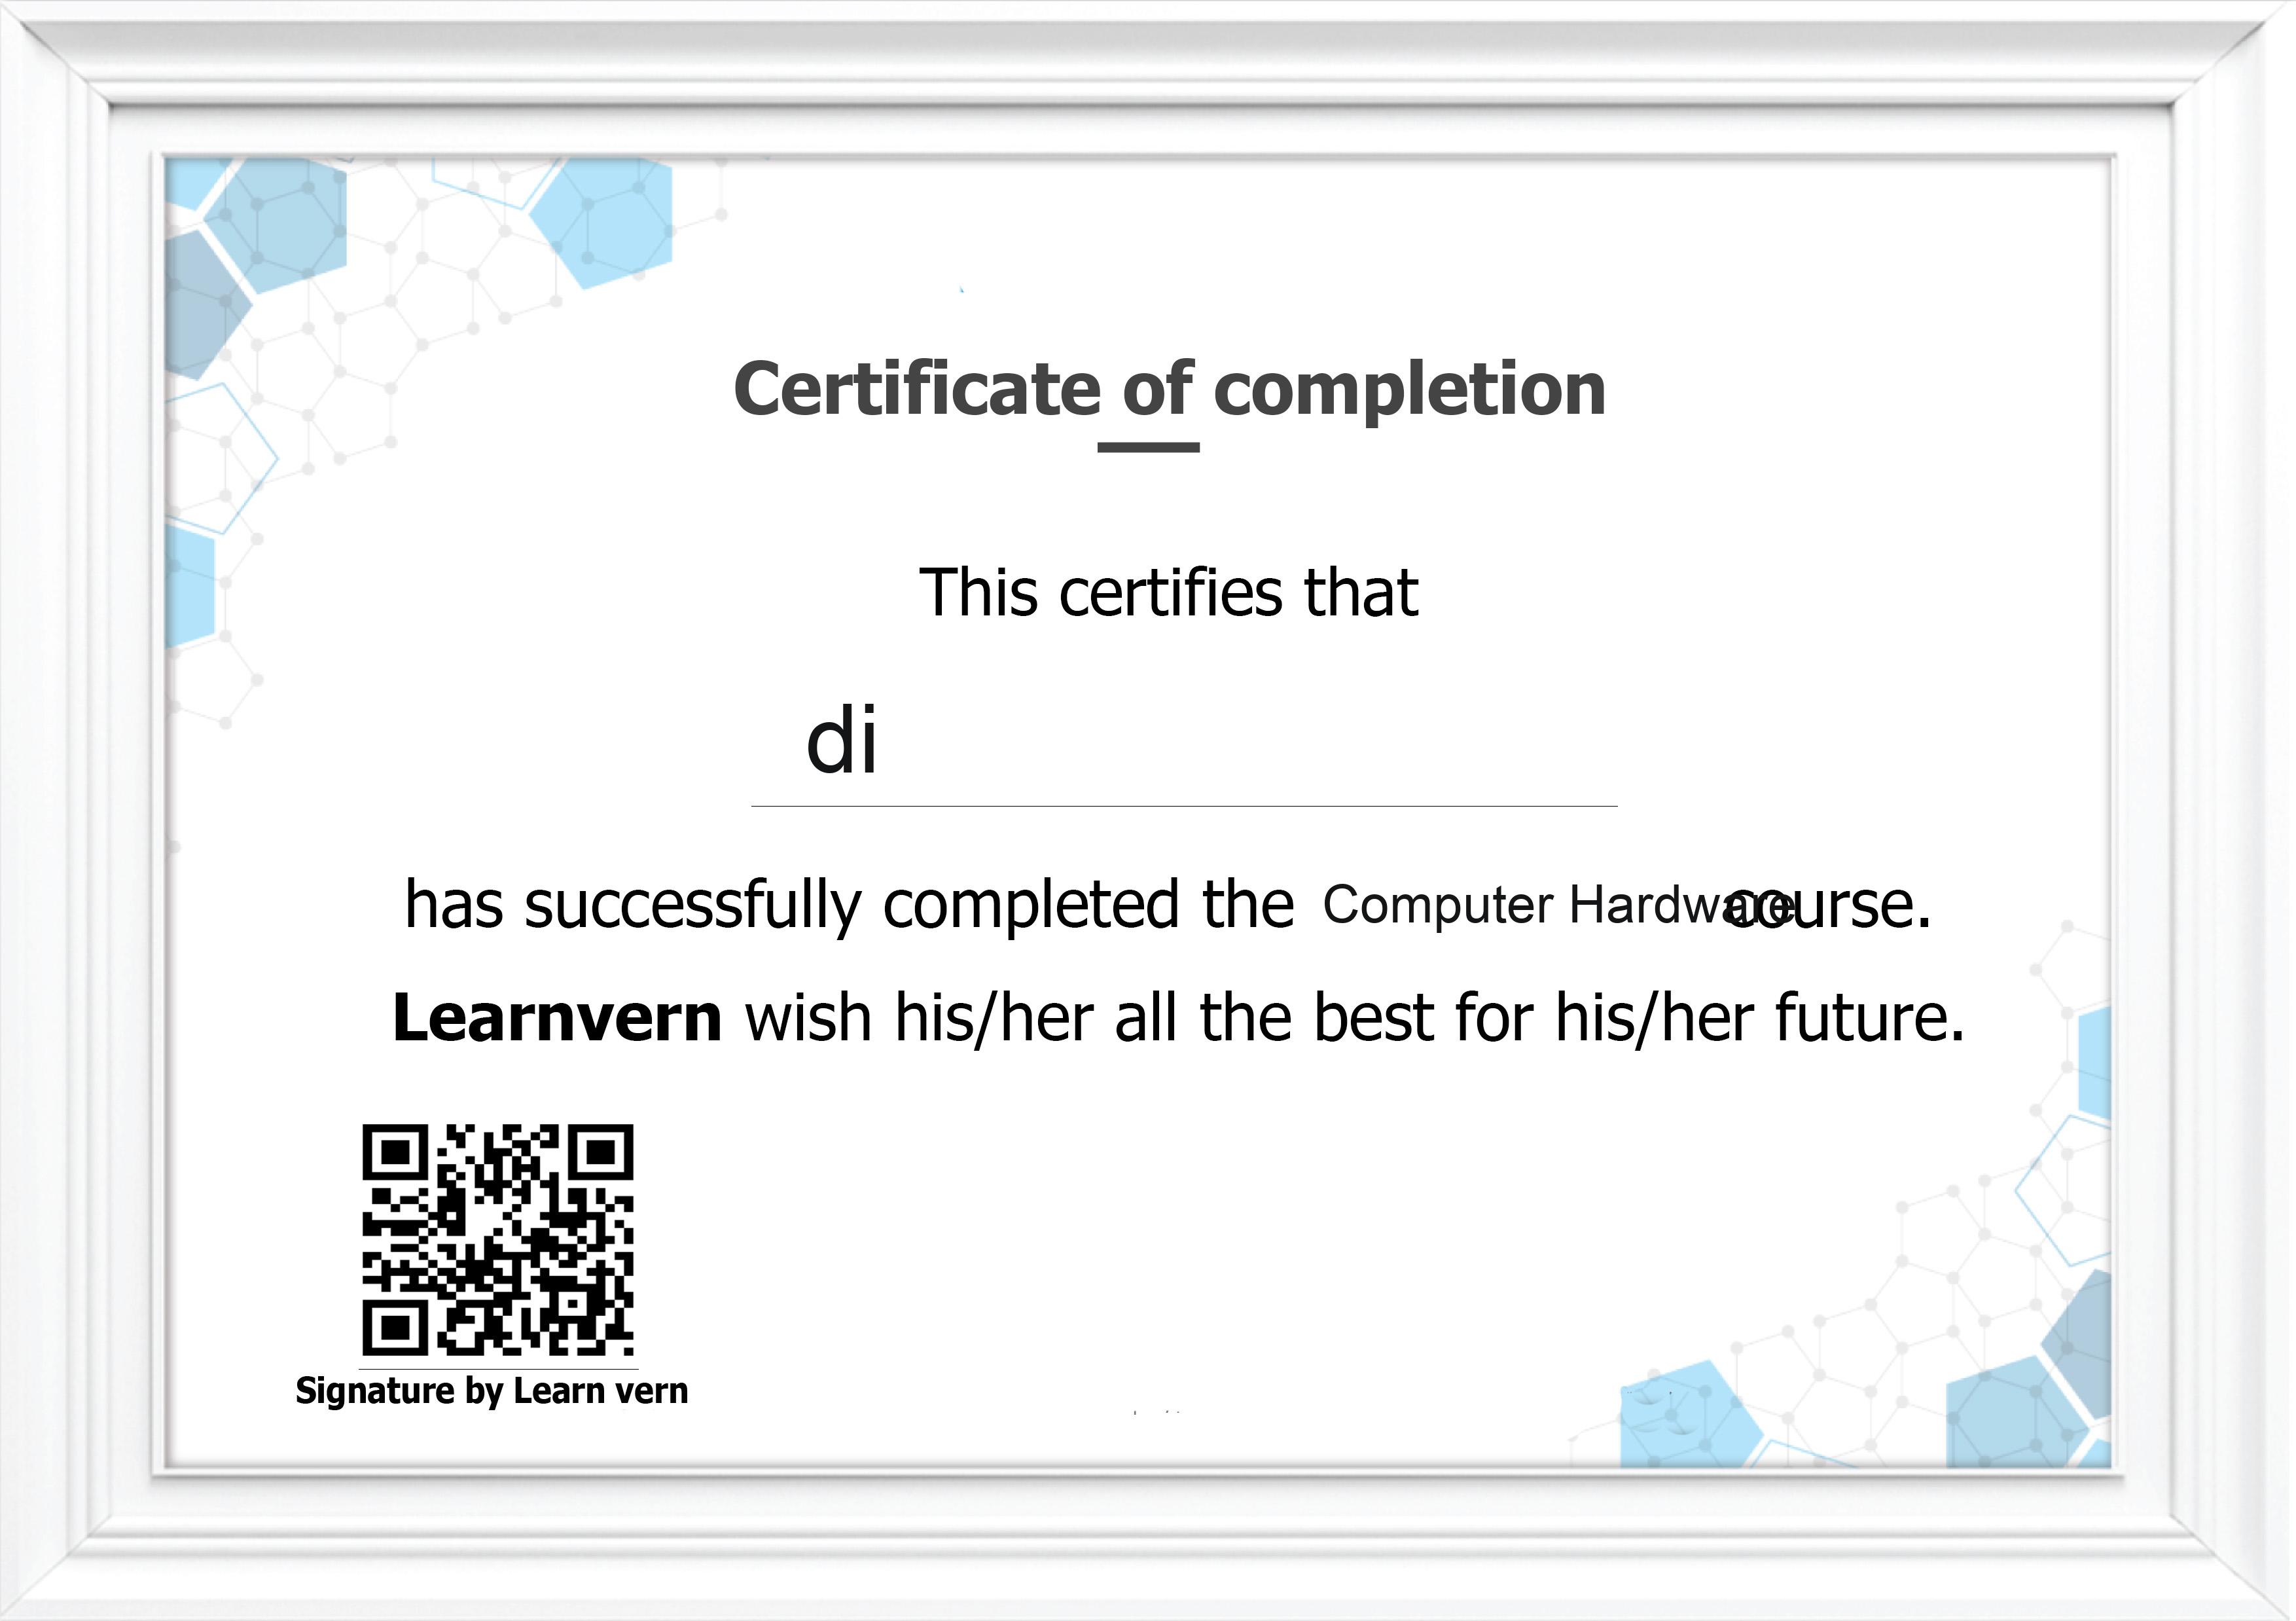 Certificate of completion
This certifies that
di
has successfully completed the Computer Hardware course.
Learnvern wish his/her all the best for his/her future.
Signature by Learn vern